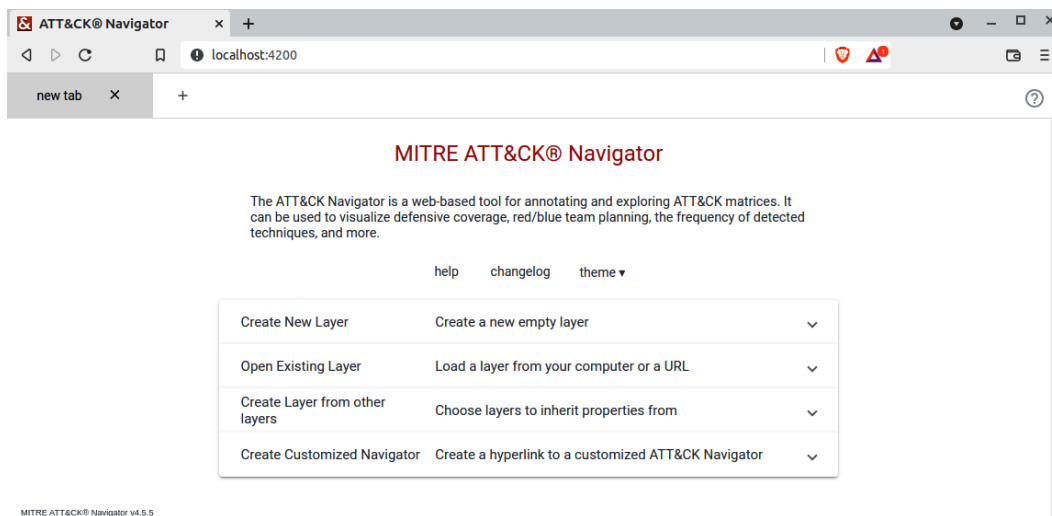 ATT&CK® Navigator
localhost:4200
1
new tab
MITRE ATT&CK® Navigator
The ATT&CK Navigator is a web-based tool for annotating and exploring ATT&CK matrices. It
can be used to visualize defensive coverage, red/blue team planning, the frequency of detected
techniques, and more.
help changelog theme ▾
Create New Layer Create a new empty layer
Open Existing Layer Load a layer from your computer or a URL
Create Layer from other
layers
Choose layers to inherit properties from
Create Customized Navigator Create a hyperlink to a customized ATT&CK Navigator
MITRE ATT&CK® Navigator v4.5.5